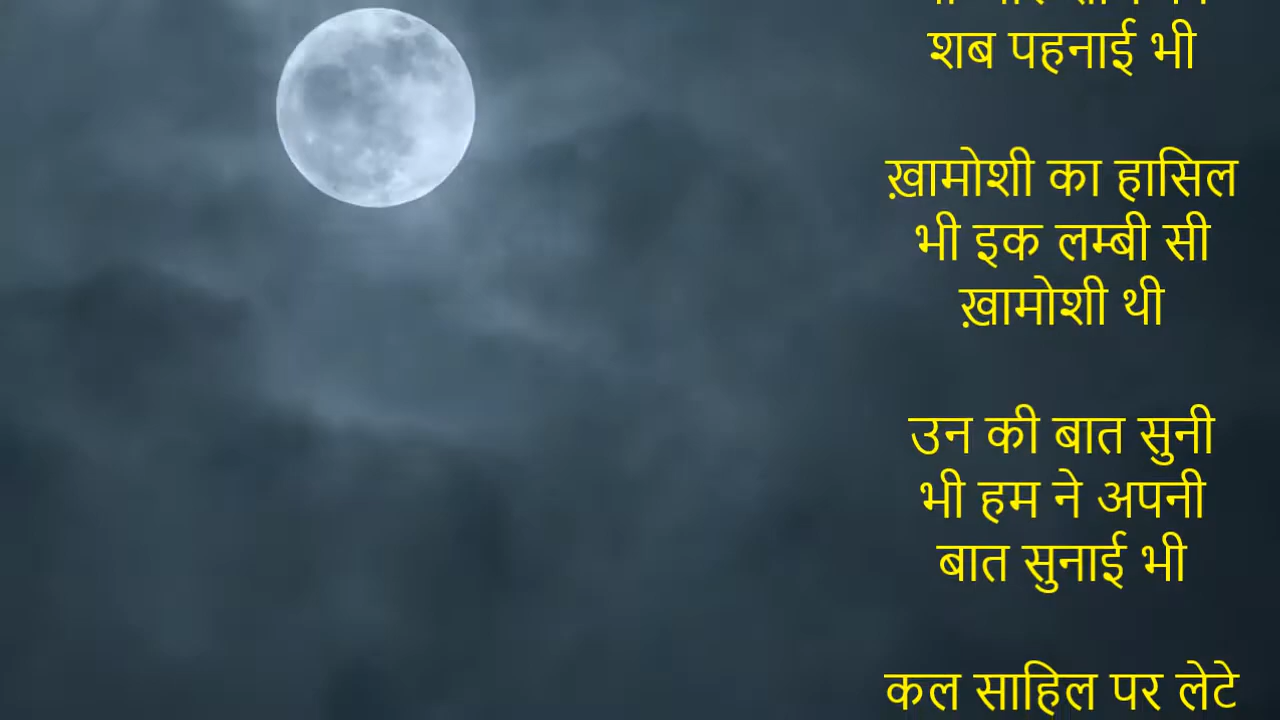 शब पहनाई भी
ख़ामोशी का हासिल
भी इक लम्बी सी
ख़ामोशी थी
उन की बात सुनी
भी हम ने अपनी
बात सुनाई भी
कल साहिल पर लेटे